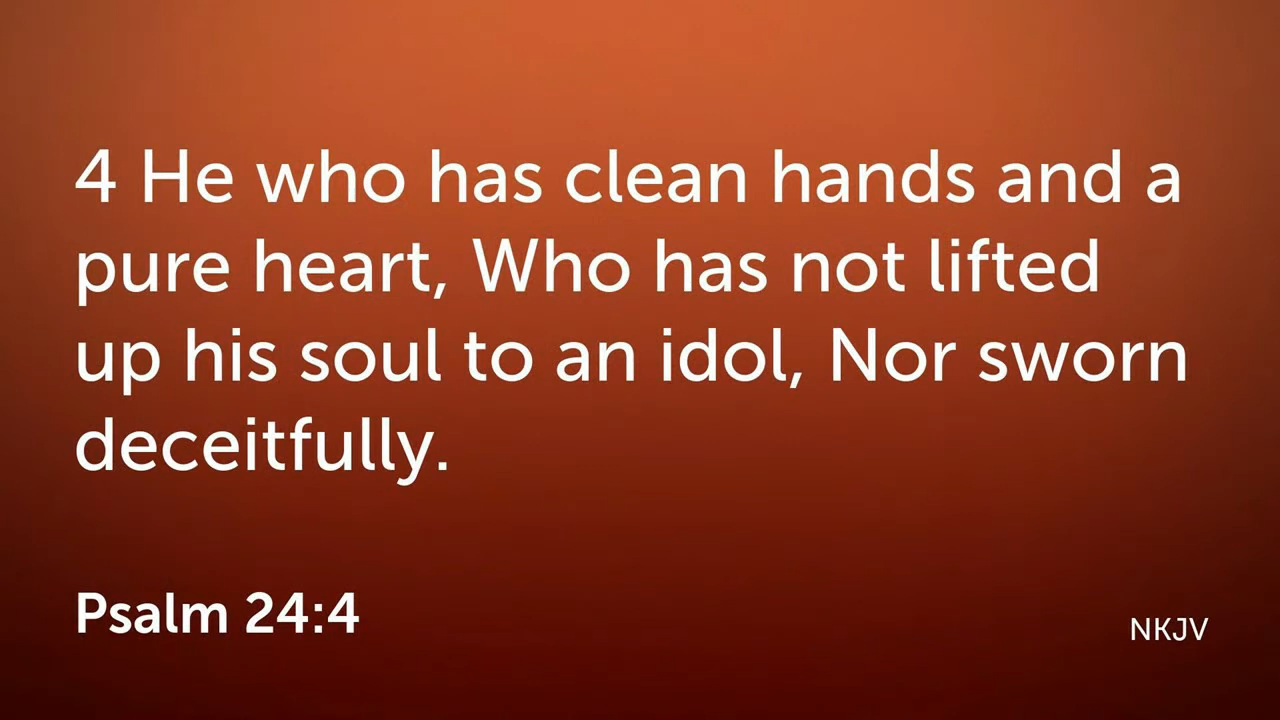 4 He who has clean hands and a
pure heart, Who has not lifted
up his soul to an idol, Nor sworn
deceitfully.
Psalm 24:4
NKJV